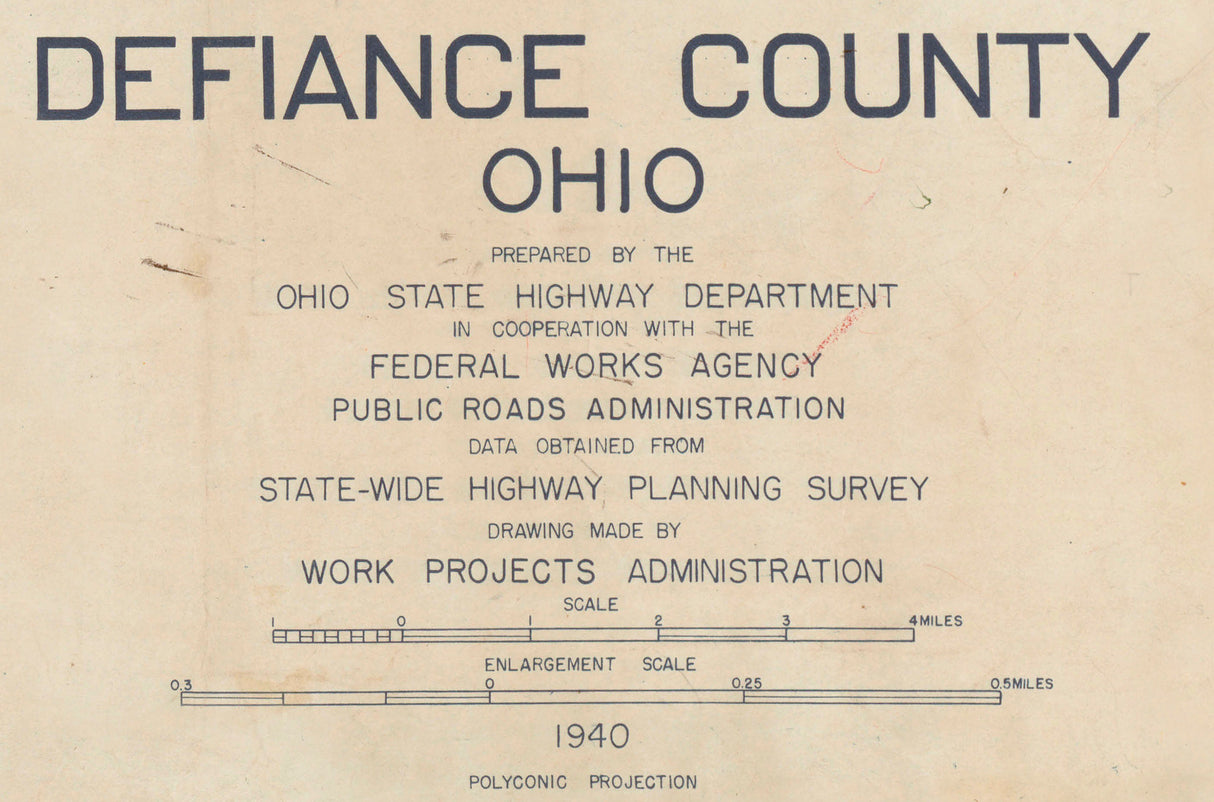 DEFIANCE COUNTY
OHIO
PREPARED BY THE
OHIO STATE HIGHWAY DEPARTMENT
IN COOPERATION WITH THE
FEDERAL WORKS AGENCY
PUBLIC ROADS ADMINISTRATION
DATA OBTAINED FROM
STATE-WIDE HIGHWAY PLANNING SURVEY
DRAWING MADE BY
WORK PROJECTS ADMINISTRATION
SCALE
1 0 1 2 3 4 MILES
ENLARGEMENT SCALE
0.3 0 0.25 0.5 MILES
1940
POLYCONIC PROJECTION